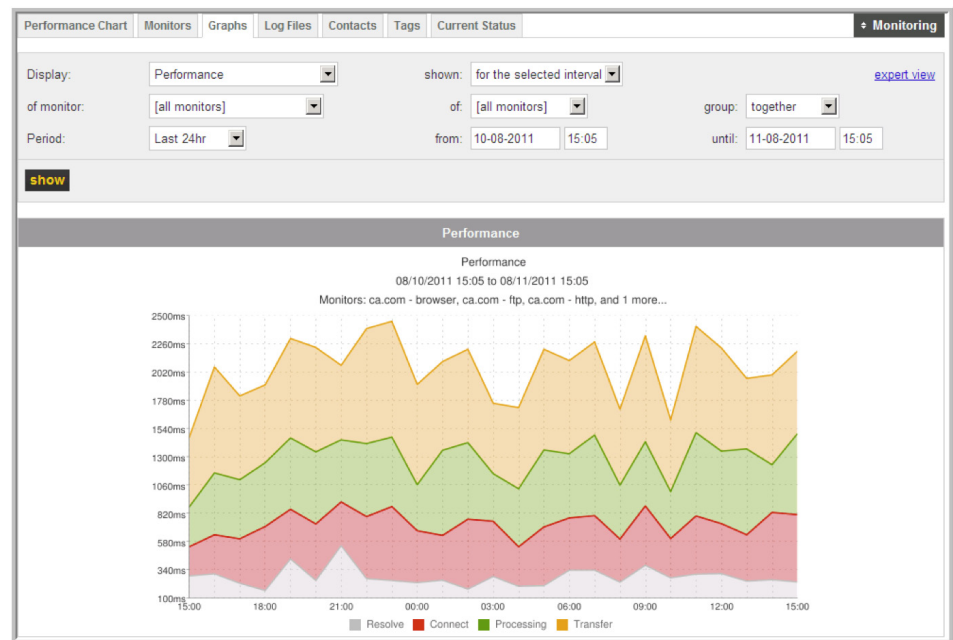 Performance Chart Monitors Graphs Log Files Contacts Tags Current Status Monitoring
Display: Performance shown: for the selected interval expert view
of monitor: [all monitors] of: [all monitors] group: together
Period: Last 24hr from: 10-08-2011 15:05 until: 11-08-2011 15:05
show
Performance
Performance
08/10/2011 15:05 to 08/11/2011 15:05
Monitors: ca.com - browser, ca.com - ftp, ca.com - http, and 1 more...
2500ms
2260ms
2020ms
1780ms
1540ms
1300ms
1060ms
820ms
580ms
340ms
100ms
15:00 18:00 21:00 00:00 03:00 06:00 09:00 12:00 15:00
Resolve Connect Processing Transfer